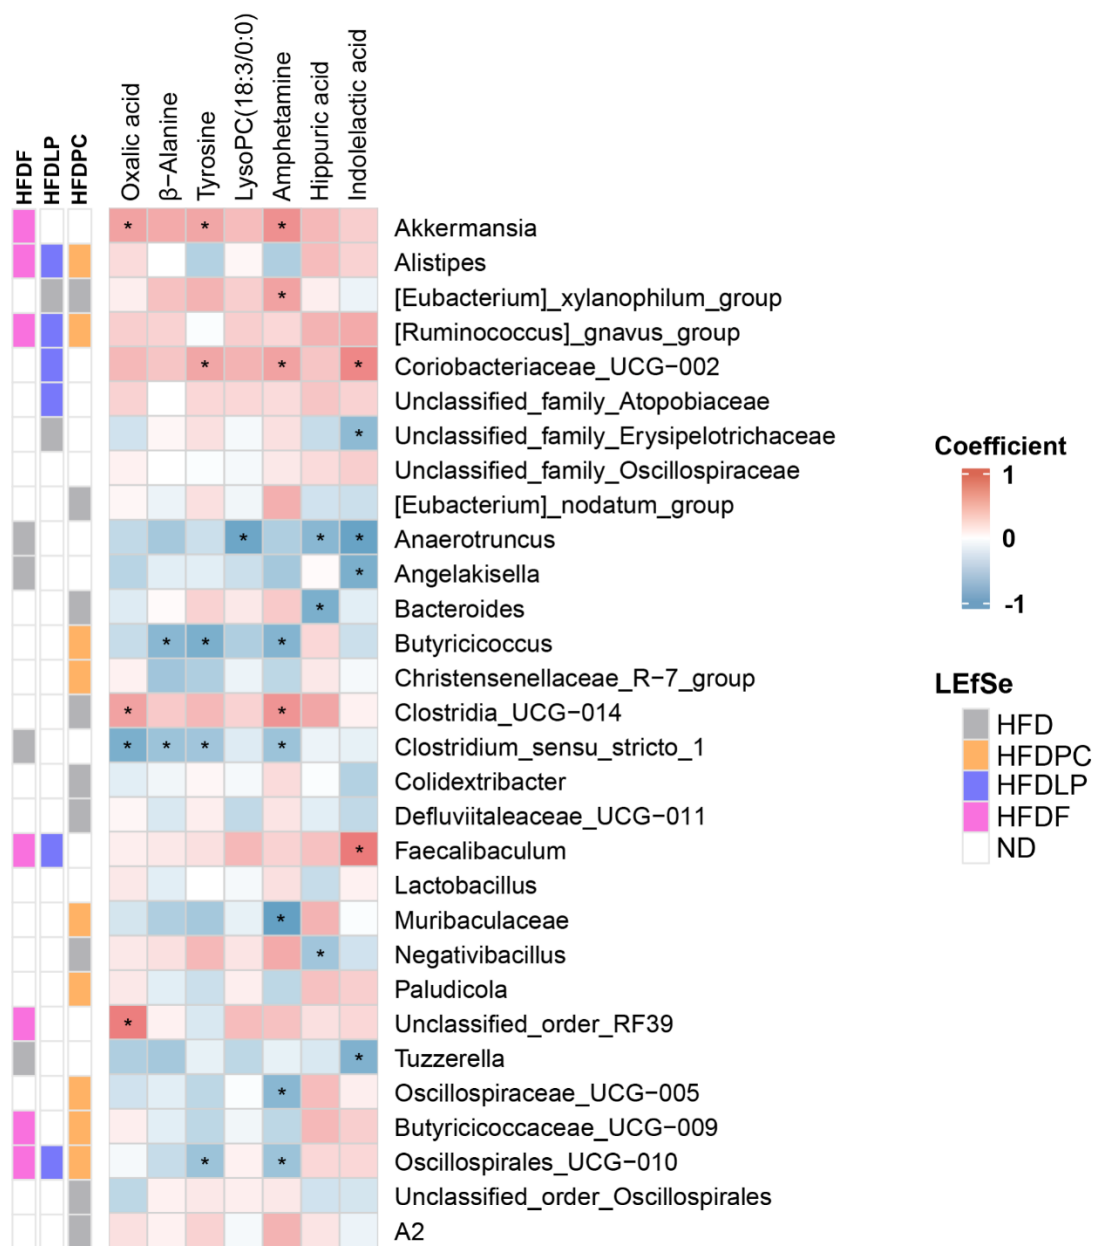 HFDF
HFDLP
HFDPC
Oxalic acid
β-Alanine
Tyrosine
LysoPC(18:3/0:0)
Amphetamine
Hippuric acid
Indolelactic acid
* * * Akkermansia
Alistipes
* [Eubacterium]_xylanophilum_group
[Ruminococcus]_gnavus_group
* * * Coriobacteriaceae_UCG−002
Unclassified_family_Atopobiaceae
* Unclassified_family_Erysipelotrichaceae
Unclassified_family_Oscillospiraceae
[Eubacterium]_nodatum_group
* * * Anaerotruncus
* Angelakisella
* Bacteroides
* * * Butyricicoccus
Christensenellaceae_R−7_group
* * Clostridia_UCG−014
* * * * Clostridium_sensu_stricto_1
Colidextribacter
Defluviitaleaceae_UCG−011
* Faecalibaculum
Lactobacillus
* Muribaculaceae
* Negativibacillus
Paludicola
* Unclassified_order_RF39
* Tuzzerella
* Oscillospiraceae_UCG−005
Butyricicoccaceae_UCG−009
* * Oscillospirales_UCG−010
Unclassified_order_Oscillospirales
A2
Coefficient
1
0
-1
LEfSe
HFD
HFDPC
HFDLP
HFDF
ND